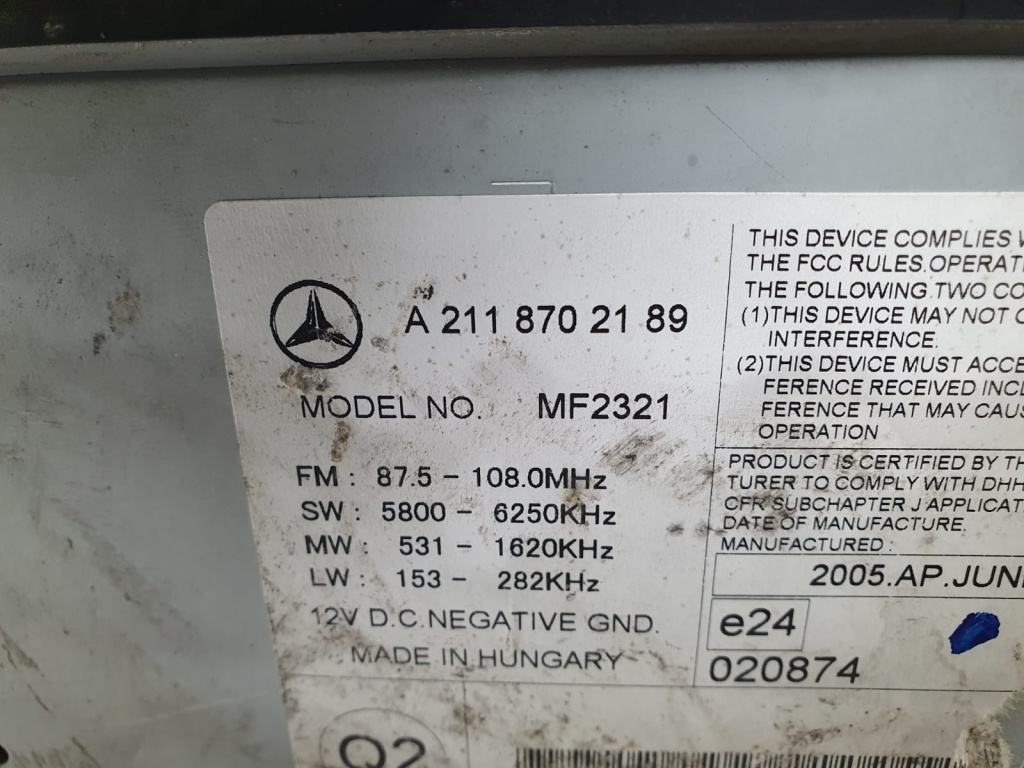 A 211 870 21 89
MODEL NO. MF2321
FM : 87.5 - 108.0MHz
SW : 5800 - 6250KHz
MW : 531 - 1620KHz
LW : 153 - 282KHz
12V D.C. NEGATIVE GND.
MADE IN HUNGARY
Q2
THIS DEVICE COMPLIES
THE FCC RULES.OPERATI
THE FOLLOWING TWO CO
(1)THIS DEVICE MAY NOT
INTERFERENCE.
(2)THIS DEVICE MUST ACCE
FERENCE RECEIVED INCL
FERENCE THAT MAY CAUS
OPERATION
PRODUCT IS CERTIFIED BY TH
TURER TO COMPLY WITH DHH
CFR SUBCHAPTER J APPLICAT
DATE OF MANUFACTURE.
MANUFACTURED :
2005.AP.JUNE
e24
020874